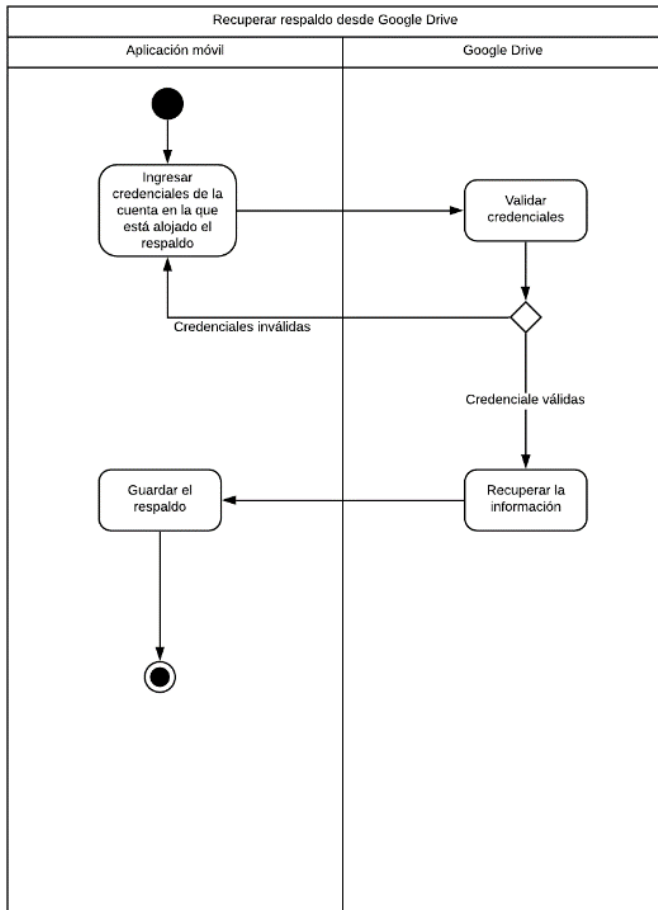 Recuperar respaldo desde Google Drive
Aplicación móvil
Google Drive
Ingresar
credenciales de la
cuenta en la que
está alojado el
respaldo
Validar
credenciales
Credenciales inválidas
Credenciale válidas
Guardar el
respaldo
Recuperar la
información